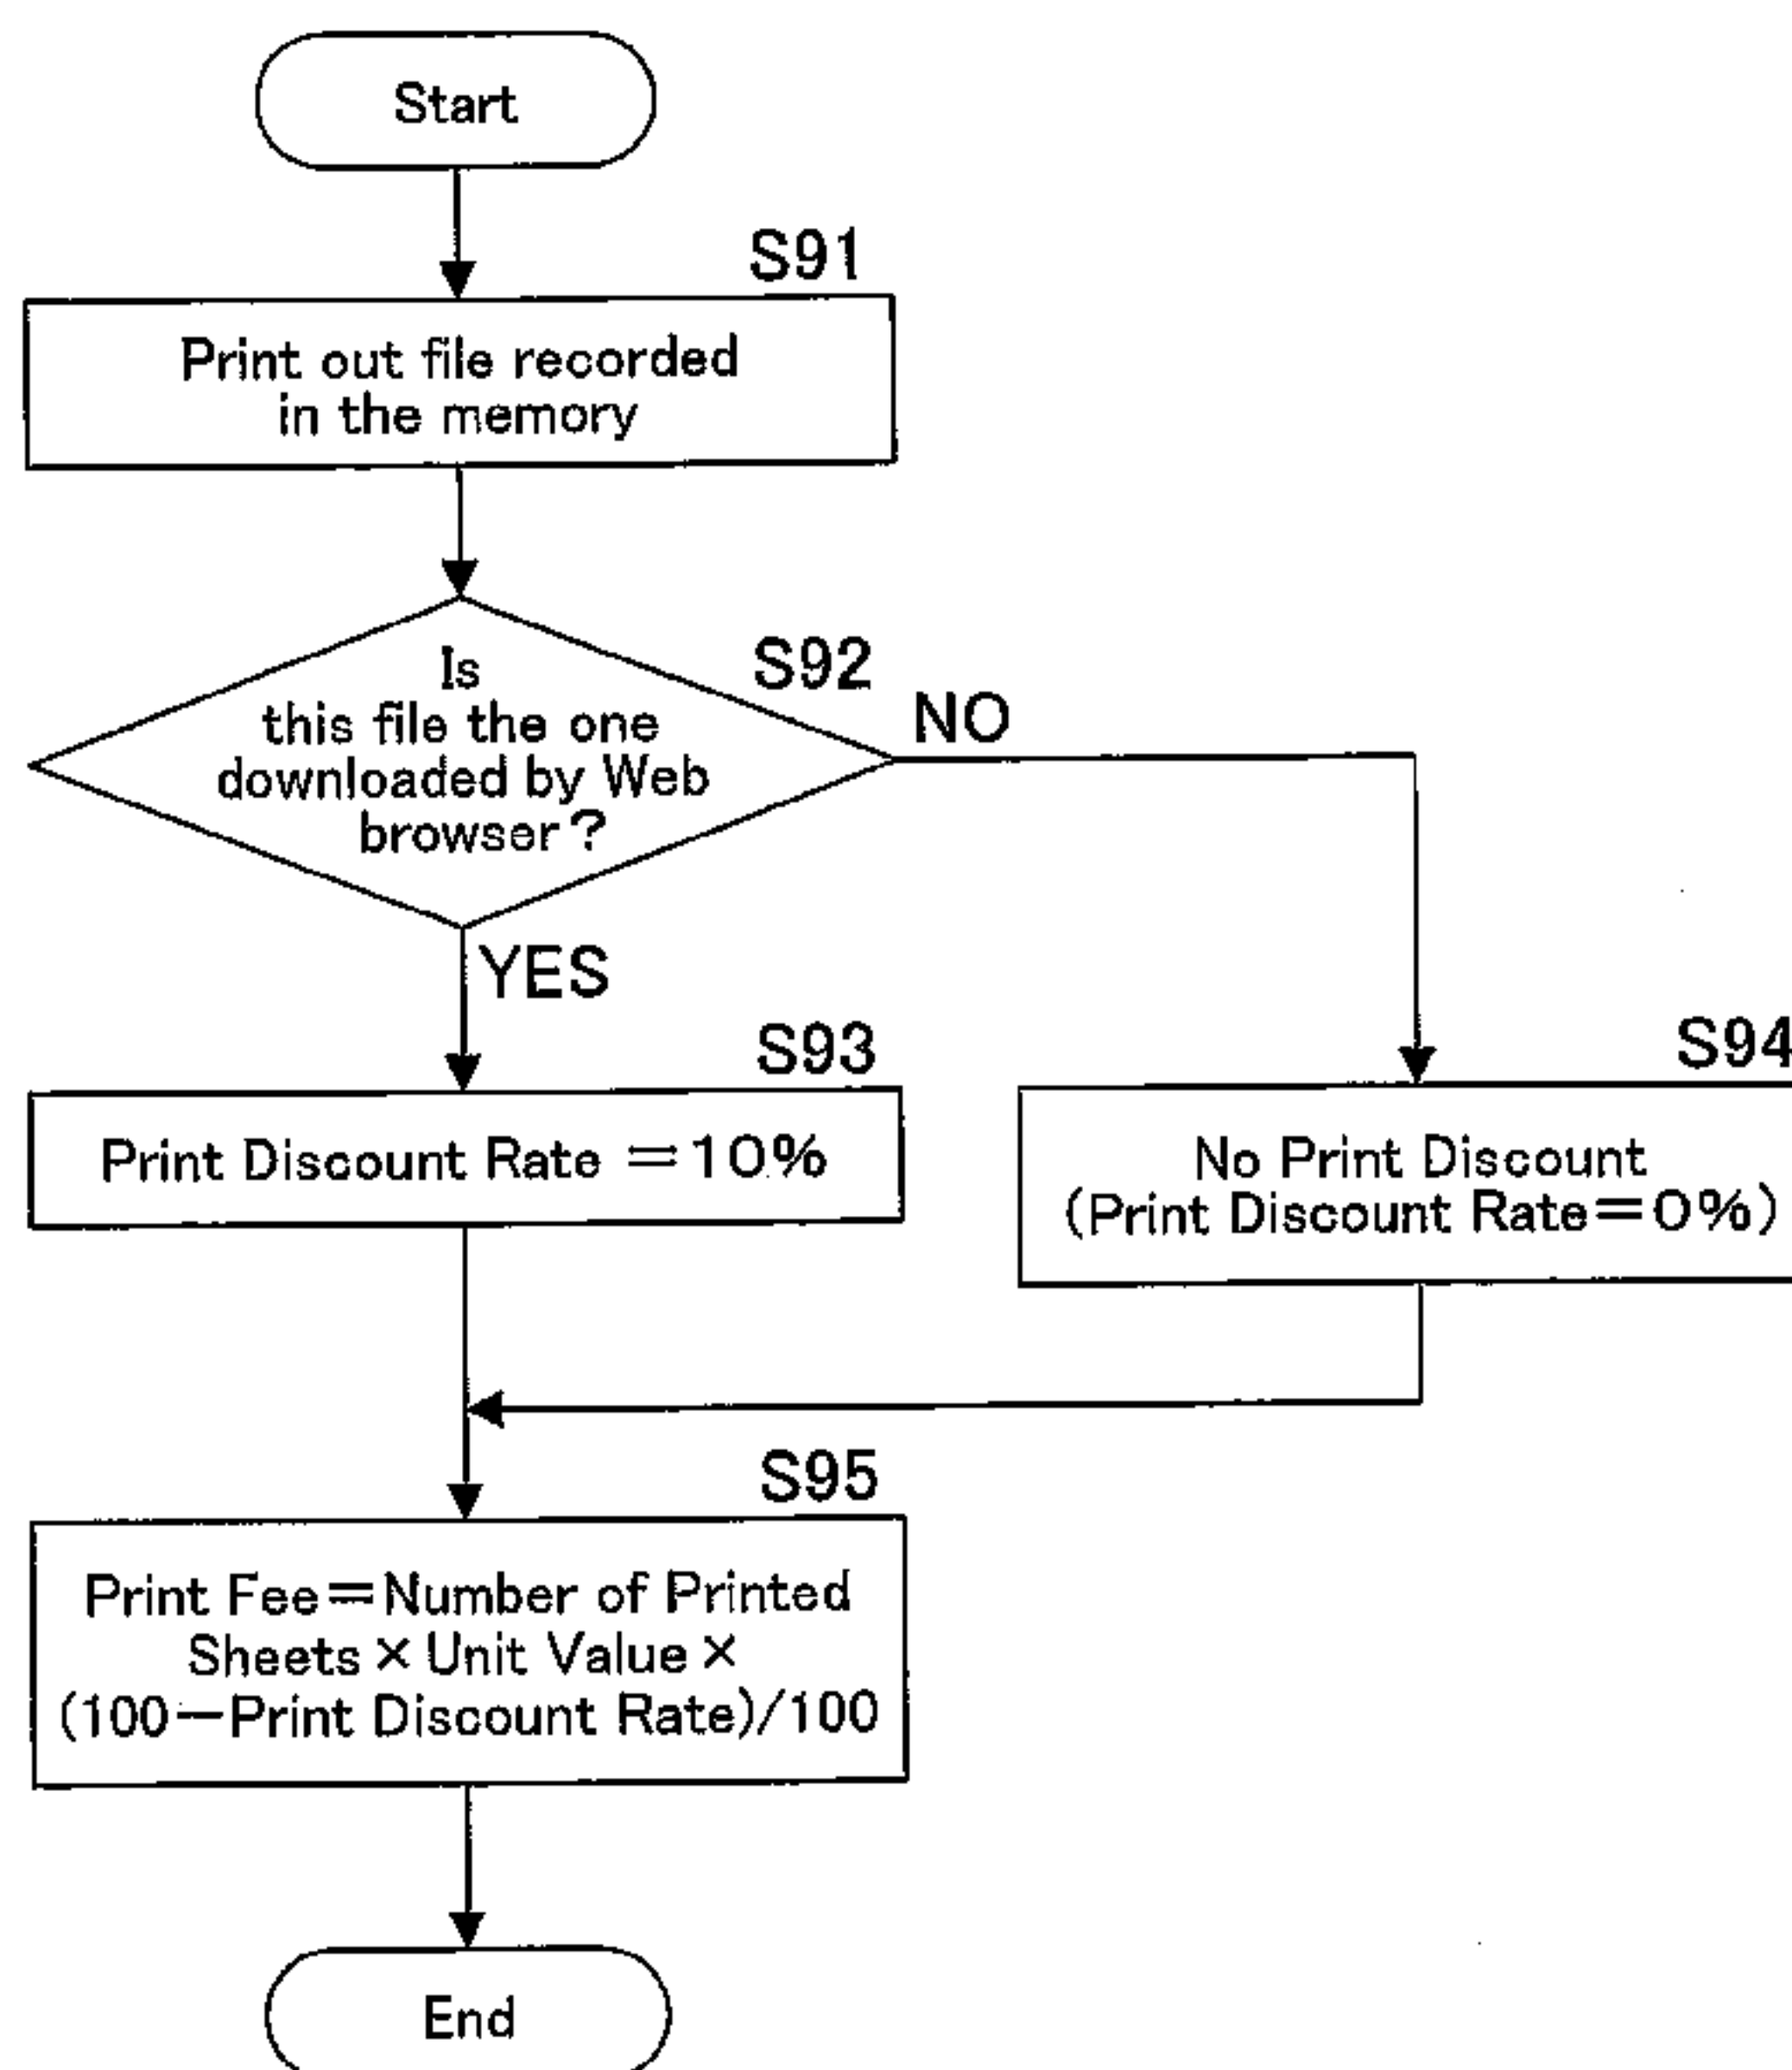 Start
S91
Print out file recorded
in the memory
S92
Is
this file the one
downloaded by Web
browser?
NO
YES
S93
Print Discount Rate =10%
S94
No Print Discount
(Print Discount Rate=0%)
S95
Print Fee=Number of Printed
Sheets × Unit Value ×
(100-Print Discount Rate)/100
End